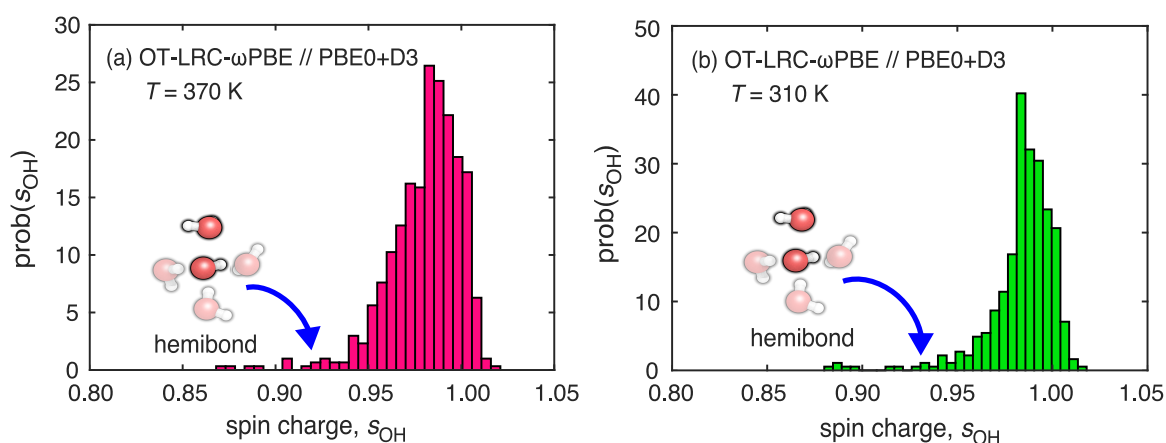 (a) OT-LRC-ωPBE // PBE0+D3
T = 370 K
prob(sOH)
30
25
20
15
10
5
0
hemibond
0.80
0.85
0.90
0.95
1.00
1.05
spin charge, sOH
(b) OT-LRC-ωPBE // PBE0+D3
T = 310 K
prob(sOH)
50
40
30
20
10
0
hemibond
0.80
0.85
0.90
0.95
1.00
1.05
spin charge, sOH